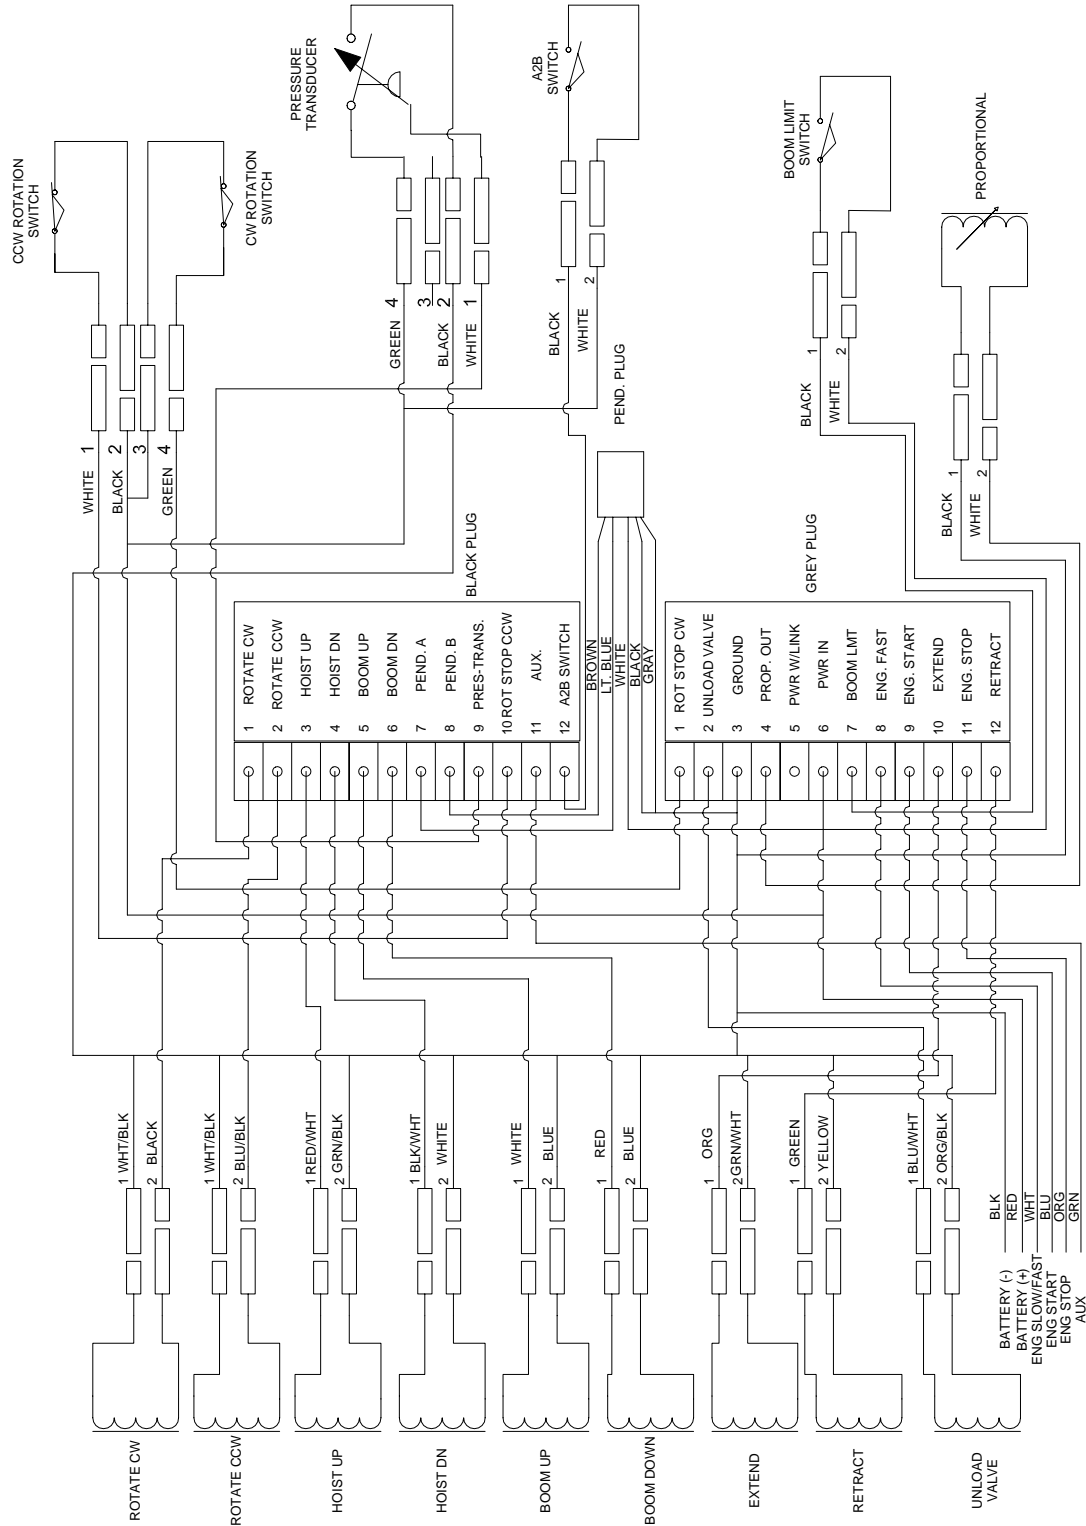 CCW ROTATION
SWITCH
CW ROTATION
SWITCH
PRESSURE
TRANSDUCER
A2B
SWITCH
BOOM LIMIT
SWITCH
PROPORTIONAL
WHITE 1
BLACK 2
3
GREEN 4
GREEN 4
3
BLACK 2
WHITE 1
BLACK 1
WHITE 2
PEND. PLUG
BLACK 1
WHITE 2
BLACK 1
WHITE 2
BLACK PLUG
1 ROTATE CW
2 ROTATE CCW
3 HOIST UP
4 HOIST DN
5 BOOM UP
6 BOOM DN
7 PEND. A
8 PEND. B
9 PRES-TRANS.
10 ROT STOP CCW
11 AUX.
12 A2B SWITCH
BROWN
LT. BLUE
WHITE
BLACK
GRAY
GREY PLUG
1 ROT STOP CW
2 UNLOAD VALVE
3 GROUND
4 PROP. OUT
5 PWR W/LINK
6 PWR IN
7 BOOM LMT
8 ENG. FAST
9 ENG. START
10 EXTEND
11 ENG. STOP
12 RETRACT
1 WHT/BLK
2 BLACK
1 WHT/BLK
2 BLU/BLK
1 RED/WHT
2 GRN/BLK
1 BLK/WHT
2 WHITE
1 WHITE
2 BLUE
1 RED
2 BLUE
1 ORG
2 GRN/WHT
1 GREEN
2 YELLOW
1 BLU/WHT
2 ORG/BLK
BLK
RED
WHT
BLU
ORG
GRN
BATTERY (-)
BATTERY (+)
ENG SLOW/FAST
ENG START
ENG STOP
AUX
ROTATE CW
ROTATE CCW
HOIST UP
HOIST DN
BOOM UP
BOOM DOWN
EXTEND
RETRACT
UNLOAD
VALVE